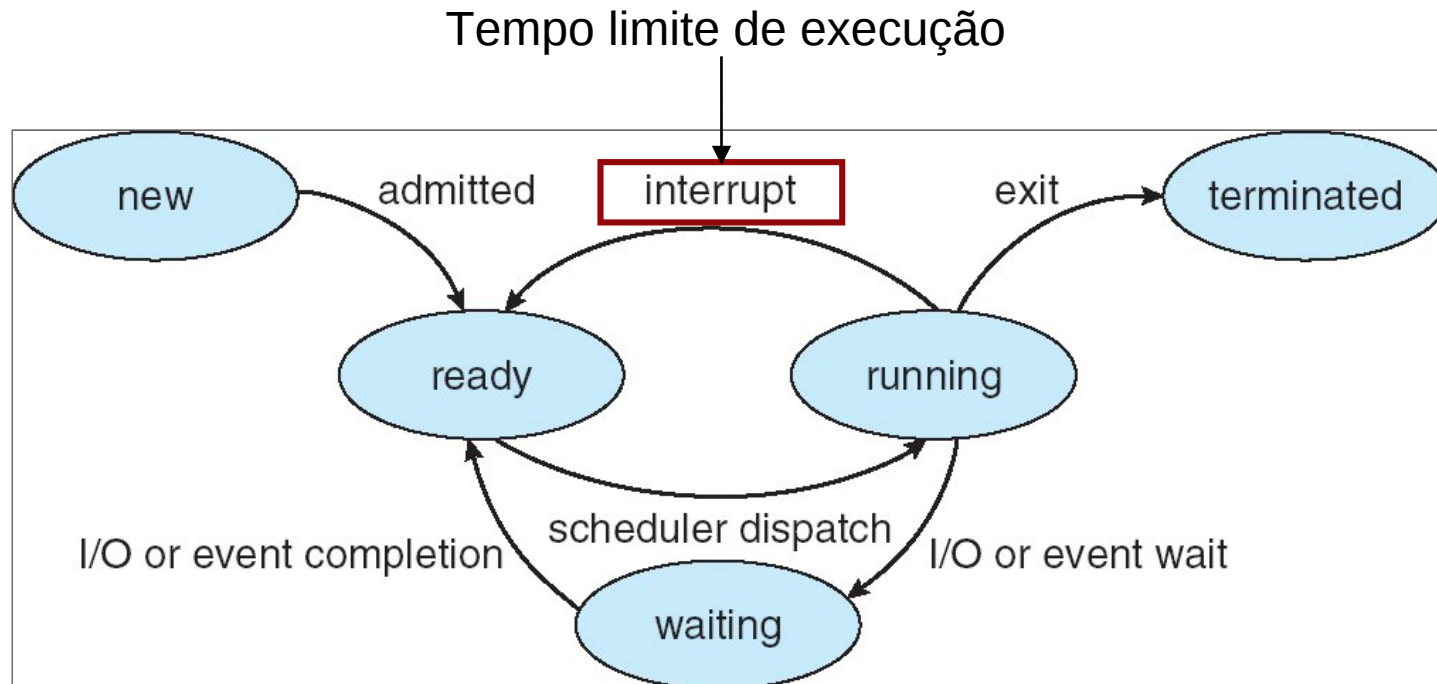 Tempo limite de execução
new
admitted
interrupt
exit
terminated
ready
running
scheduler dispatch
I/O or event completion
I/O or event wait
waiting